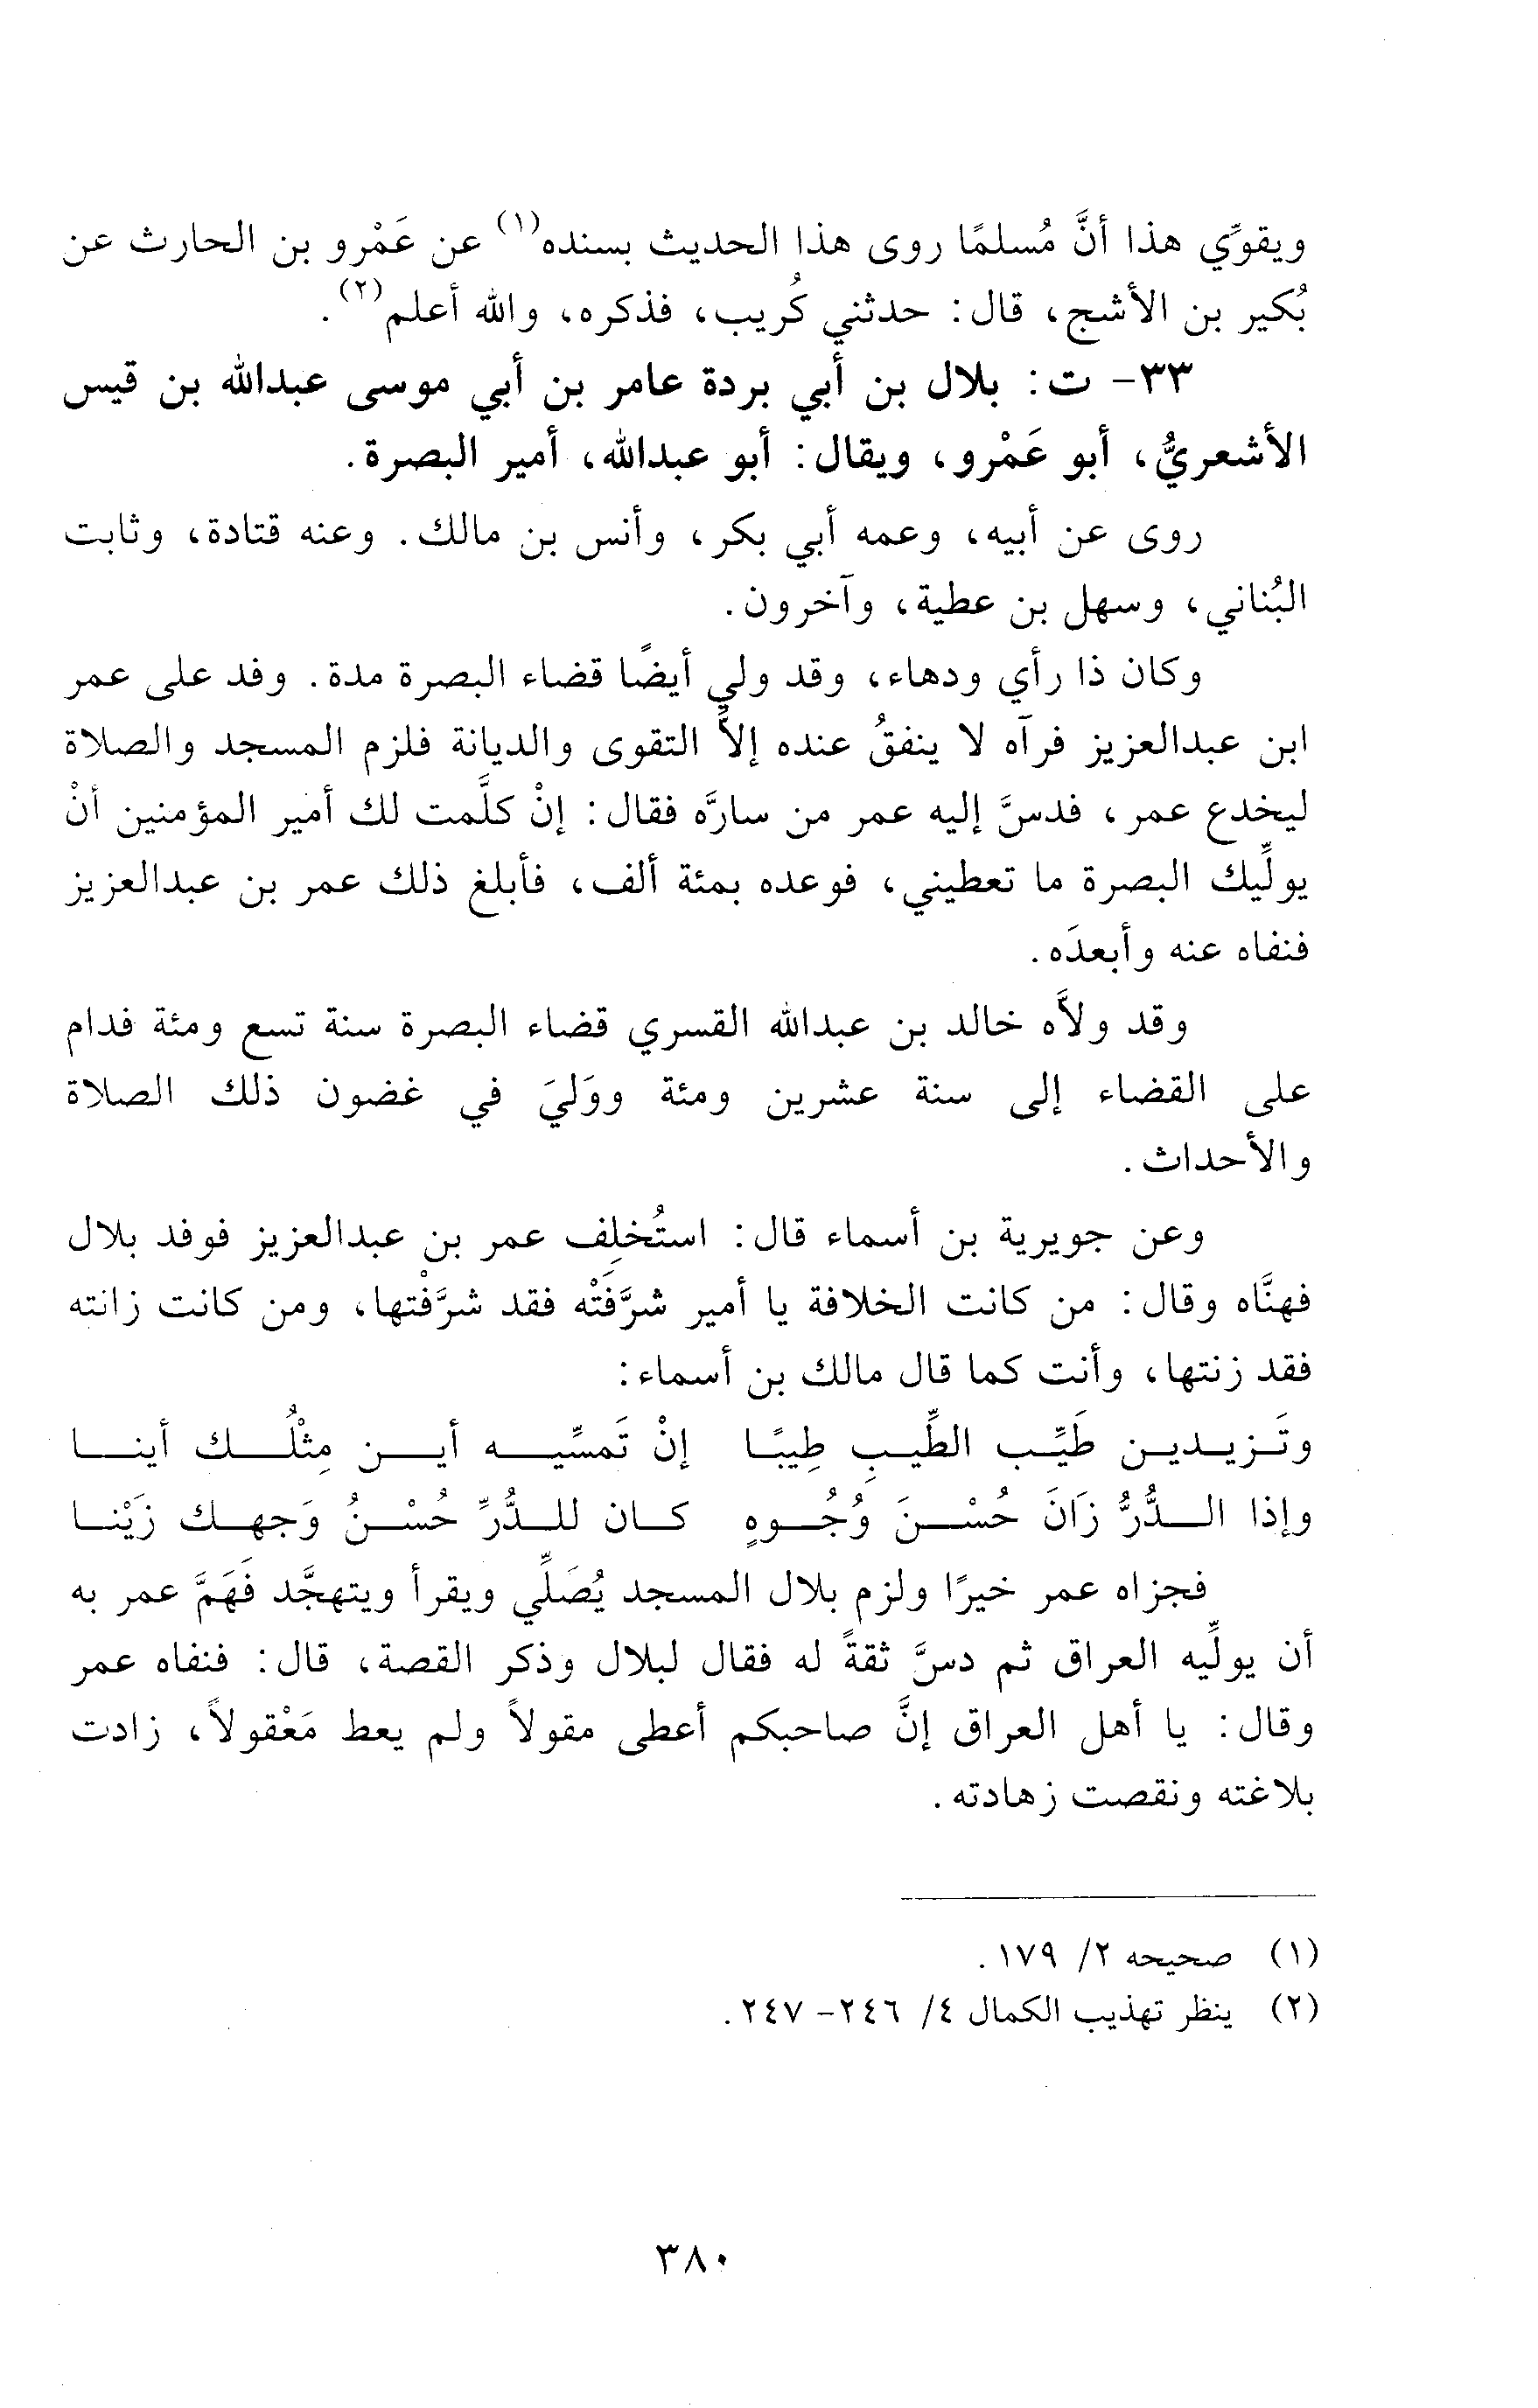 ويقوِّي هذا أنَّ مُسلمًا روى هذا الحديث بسنده(١) عن عَمْرو بن الحارث عن
بُكير بن الأشج، قال: حدثني كُريب، فذكره، والله أعلم(٢).
٣٣- ت: بلال بن أبي بردة عامر بن أبي موسى عبدالله بن قيس
الأشعريُّ، أبو عَمْرو، ويقال: أبو عبدالله، أمير البصرة.
روى عن أبيه، وعمه أبي بكر، وأنس بن مالك. وعنه قتادة، وثابت
البُناني، وسهل بن عطية، وآخرون.
وكان ذا رأي ودهاء، وقد ولي أيضًا قضاء البصرة مدة. وفد على عمر
ابن عبدالعزيز فرآه لا ينفقُ عنده إلاَّ التقوى والديانة فلزم المسجد والصلاة
ليخدع عمر، فدسَّ إليه عمر من سارَّه فقال: إنْ كلَّمت لك أمير المؤمنين أنْ
يولِّيك البصرة ما تعطيني، فوعده بمئة ألف، فأبلغ ذلك عمر بن عبدالعزيز
فنفاه عنه وأبعدَه.
وقد ولاَّه خالد بن عبدالله القسري قضاء البصرة سنة تسع ومئة فدام
على القضاء إلى سنة عشرين ومئة ووَليَ في غضون ذلك الصلاة
والأحداث.
وعن جويرية بن أسماء قال: استُخلِف عمر بن عبدالعزيز فوفد بلال
فهنَّاه وقال: من كانت الخلافة يا أمير شرَّفَتْه فقد شرَّفْتها، ومن كانت زانته
فقد زنتها، وأنت كما قال مالك بن أسماء:
وتَزيدين طَيِّب الطِّيبِ طِيبًا إنْ تَمسِّيه أين مِثْلُك أينا
وإذا الدُّرُّ زَانَ حُسْنَ وُجُوهٍ كان للدُّرِّ حُسْنُ وَجهك زَيْنا
فجزاه عمر خيرًا ولزم بلال المسجد يُصَلِّي ويقرأ ويتهجَّد فَهَمَّ عمر به
أن يولِّيه العراق ثم دسَّ ثقةً له فقال لبلال وذكر القصة، قال: فنفاه عمر
وقال: يا أهل العراق إنَّ صاحبكم أعطى مقولاً ولم يعط مَعْقولاً، زادت
بلاغته ونقصت زهادته.
(١) صحيحه ٢/ ١٧٩.
(٢) ينظر تهذيب الكمال ٤/ ٢٤٦- ٢٤٧.
٣٨٠